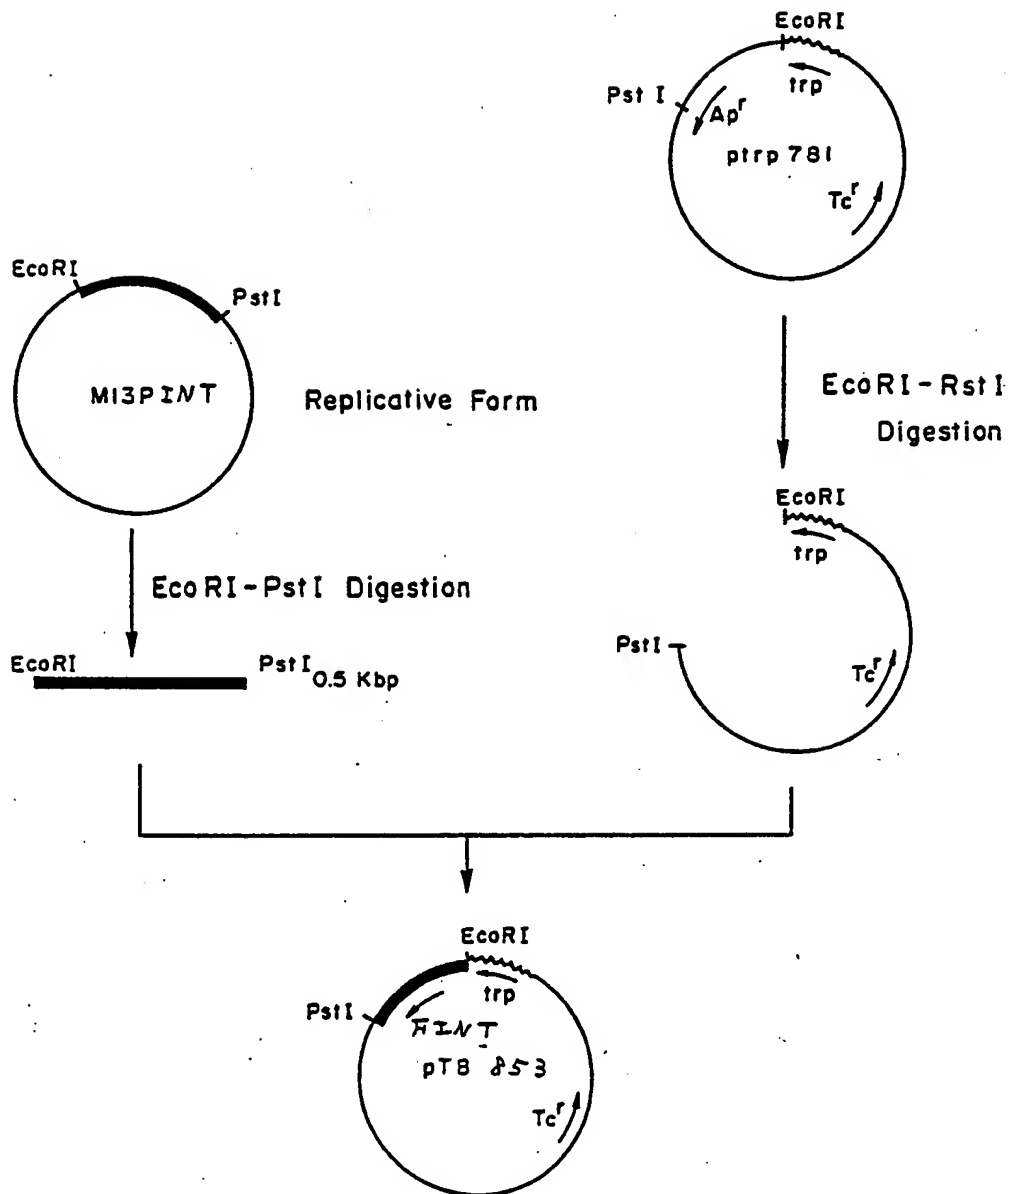 EcoRI
trp
Pst I
Ap^r
ptrp 781
Tc^r
EcoRI
PstI
M13PINT
Replicative Form
EcoRI-RstI
Digestion
EcoRI
trp
EcoRI-PstI Digestion
PstI
EcoRI
PstI
0.5 Kbp
Tc^r
EcoRI
trp
PstI
pTB 853
Tc^r